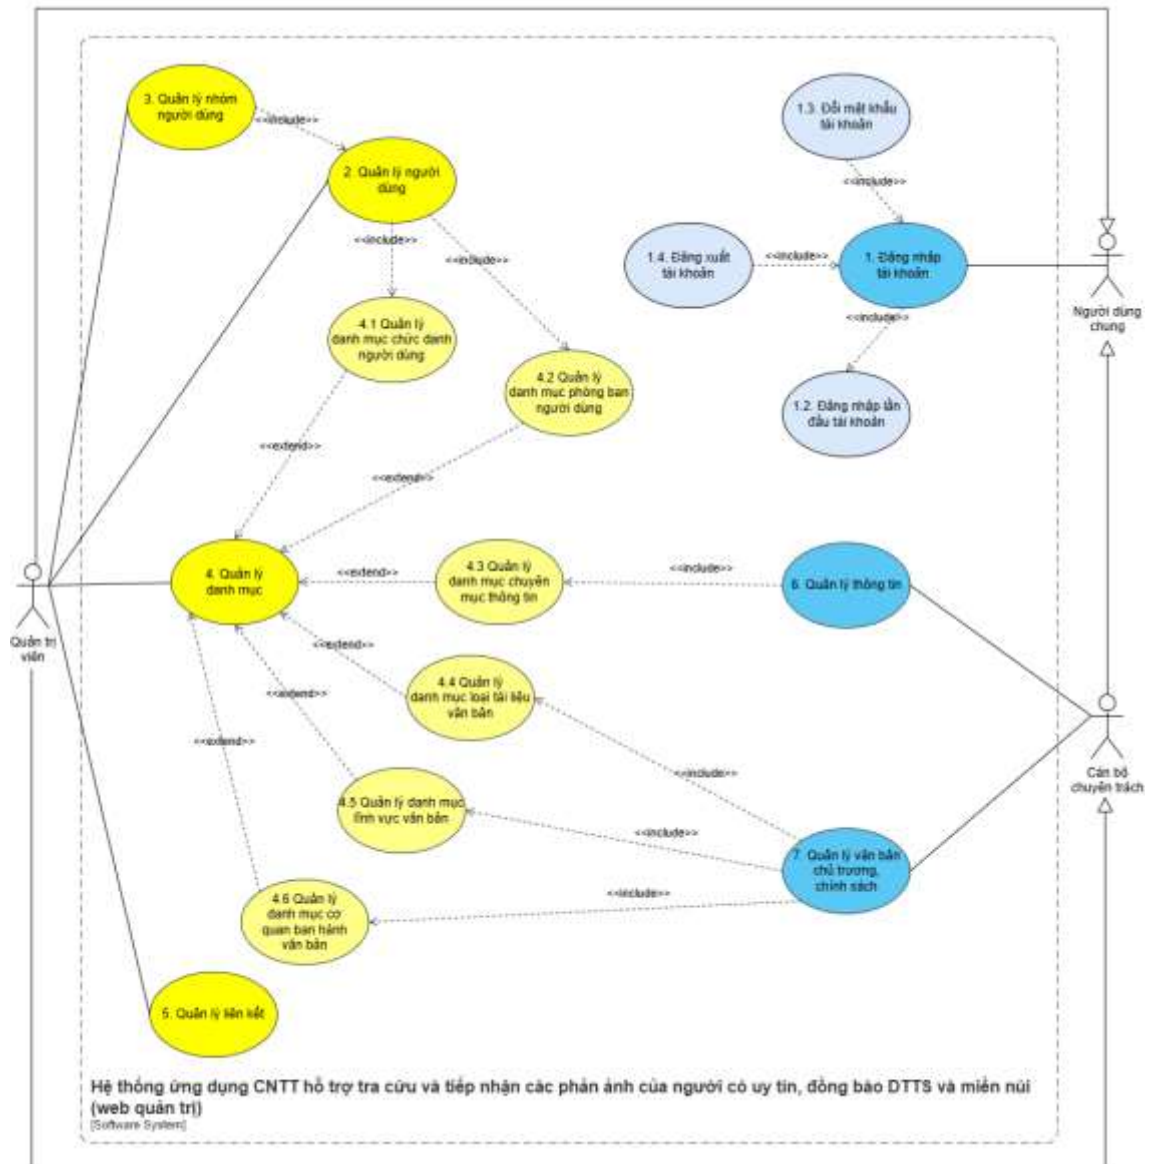 3. Quản lý nhóm
người dùng
<<include>>
2. Quản lý người
dùng
<<include>>
<<include>>
1.3. Đổi mật khẩu
tài khoản
<<include>>
1.4. Đăng xuất
tài khoản
<<include>>
1. Đăng nhập
tài khoản
<<include>>
1.2. Đăng nhập lần
đầu tài khoản
Người dùng
chung
4.1 Quản lý
danh mục chức danh
người dùng
4.2 Quản lý
danh mục phòng ban
người dùng
<<extend>>
<<extend>>
4. Quản lý
danh mục
<<extend>>
4.3 Quản lý
danh mục chuyên
mục thông tin
<<include>>
6. Quản lý thông tin
Quản trị
viên
<<extend>>
4.4 Quản lý
danh mục loại tài liệu
văn bản
<<extend>>
<<extend>>
<<include>>
Cán bộ
chuyên trách
4.5 Quản lý danh mục
lĩnh vực văn bản
<<include>>
7. Quản lý văn bản
chủ trương,
chính sách
<<include>>
4.6 Quản lý
danh mục cơ
quan ban hành
văn bản
5. Quản lý liên kết
Hệ thống ứng dụng CNTT hỗ trợ tra cứu và tiếp nhận các phản ánh của người có uy tín, đồng bào DTTS và miền núi
(web quản trị)
[Software System]